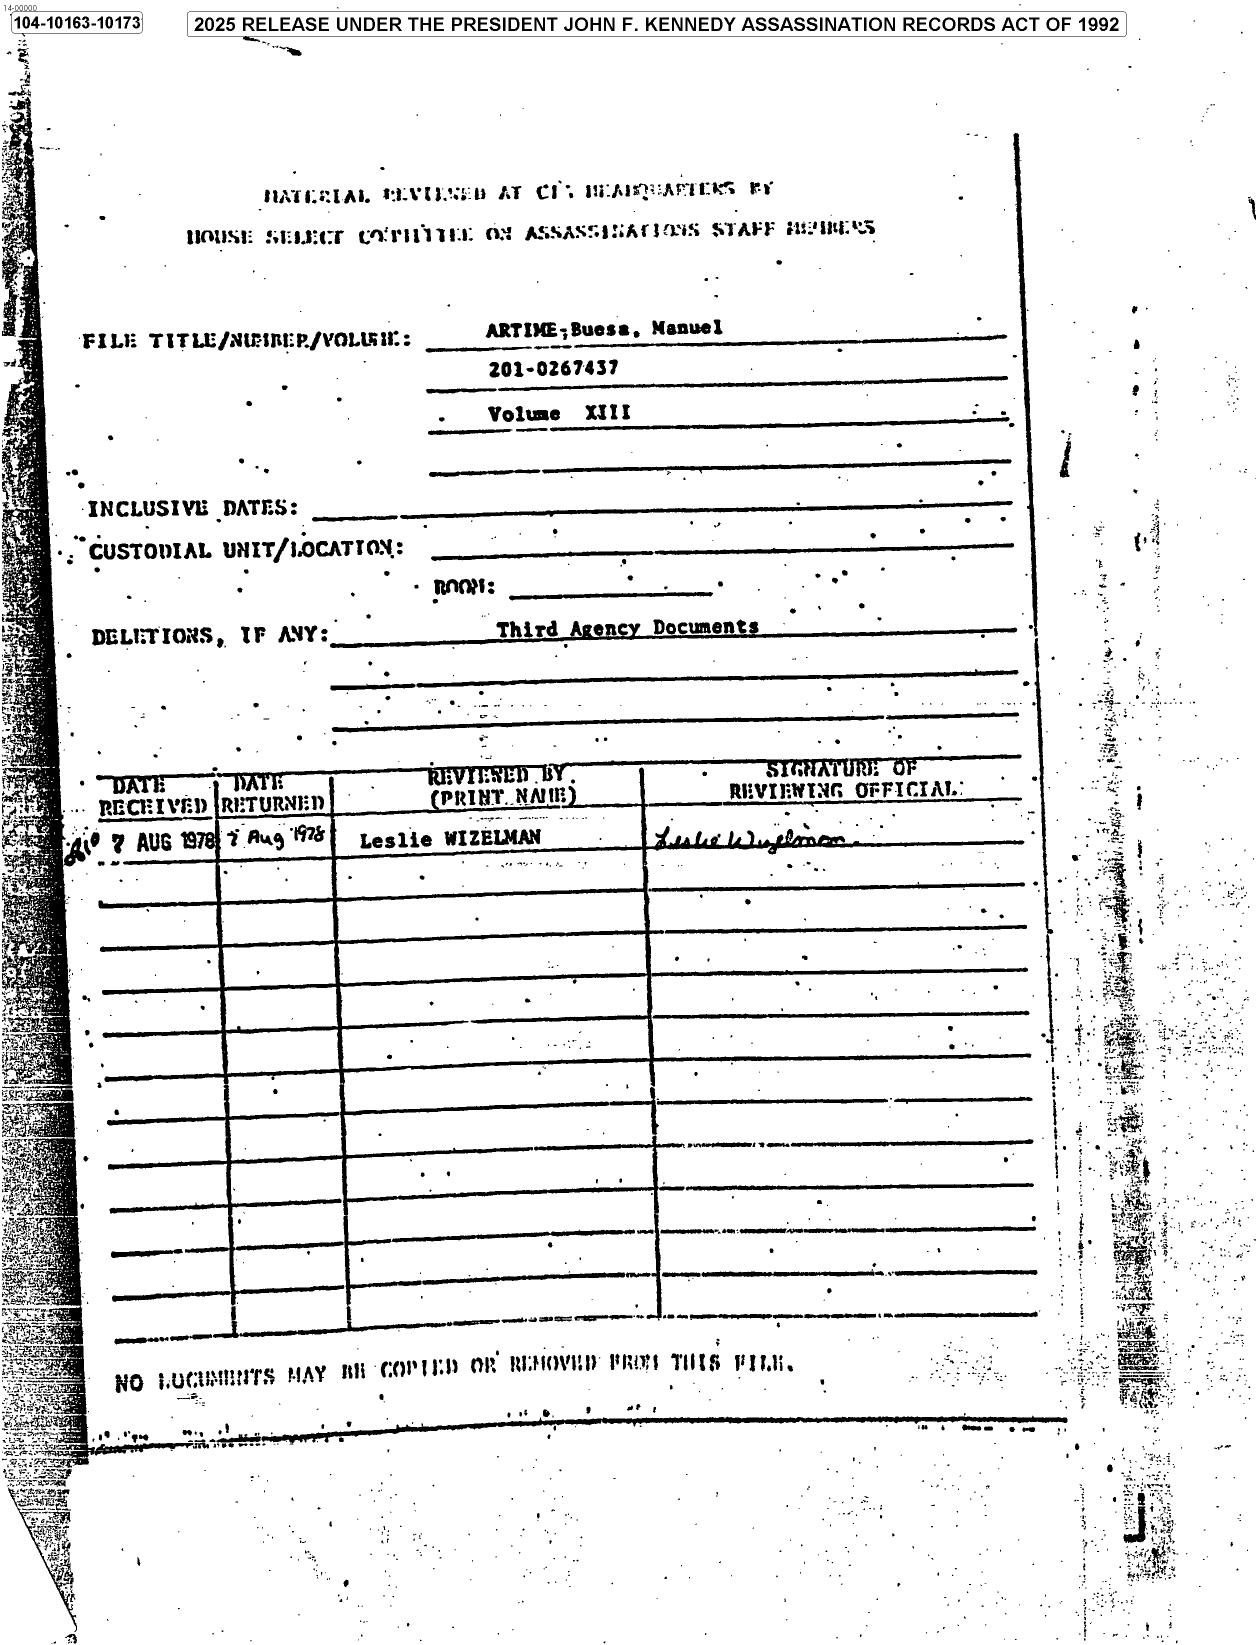 14-00000
104-10163-10173
2025 RELEASE UNDER THE PRESIDENT JOHN F. KENNEDY ASSASSINATION RECORDS ACT OF 1992
MATERIAL REVIEWED AT CIA HEADQUARTERS BY
HOUSE SELECT COMMITTEE ON ASSASSINATIONS STAFF MEMBERS
FILE TITLE/NUMBER/VOLUME: ARTIME,Buesa, Manuel
201-0267437
Volume XIII
INCLUSIVE DATES:
CUSTODIAL UNIT/LOCATION:
ROOM:
DELETIONS, IF ANY: Third Agency Documents
DATE RECEIVED
DATE RETURNED
REVIEWED BY (PRINT NAME)
SIGNATURE OF REVIEWING OFFICIAL
7 AUG 1978 7 Aug 1978 Leslie WIZELMAN Leslie Wizelman
NO DOCUMENTS MAY BE COPIED OR REMOVED FROM THIS FILE.